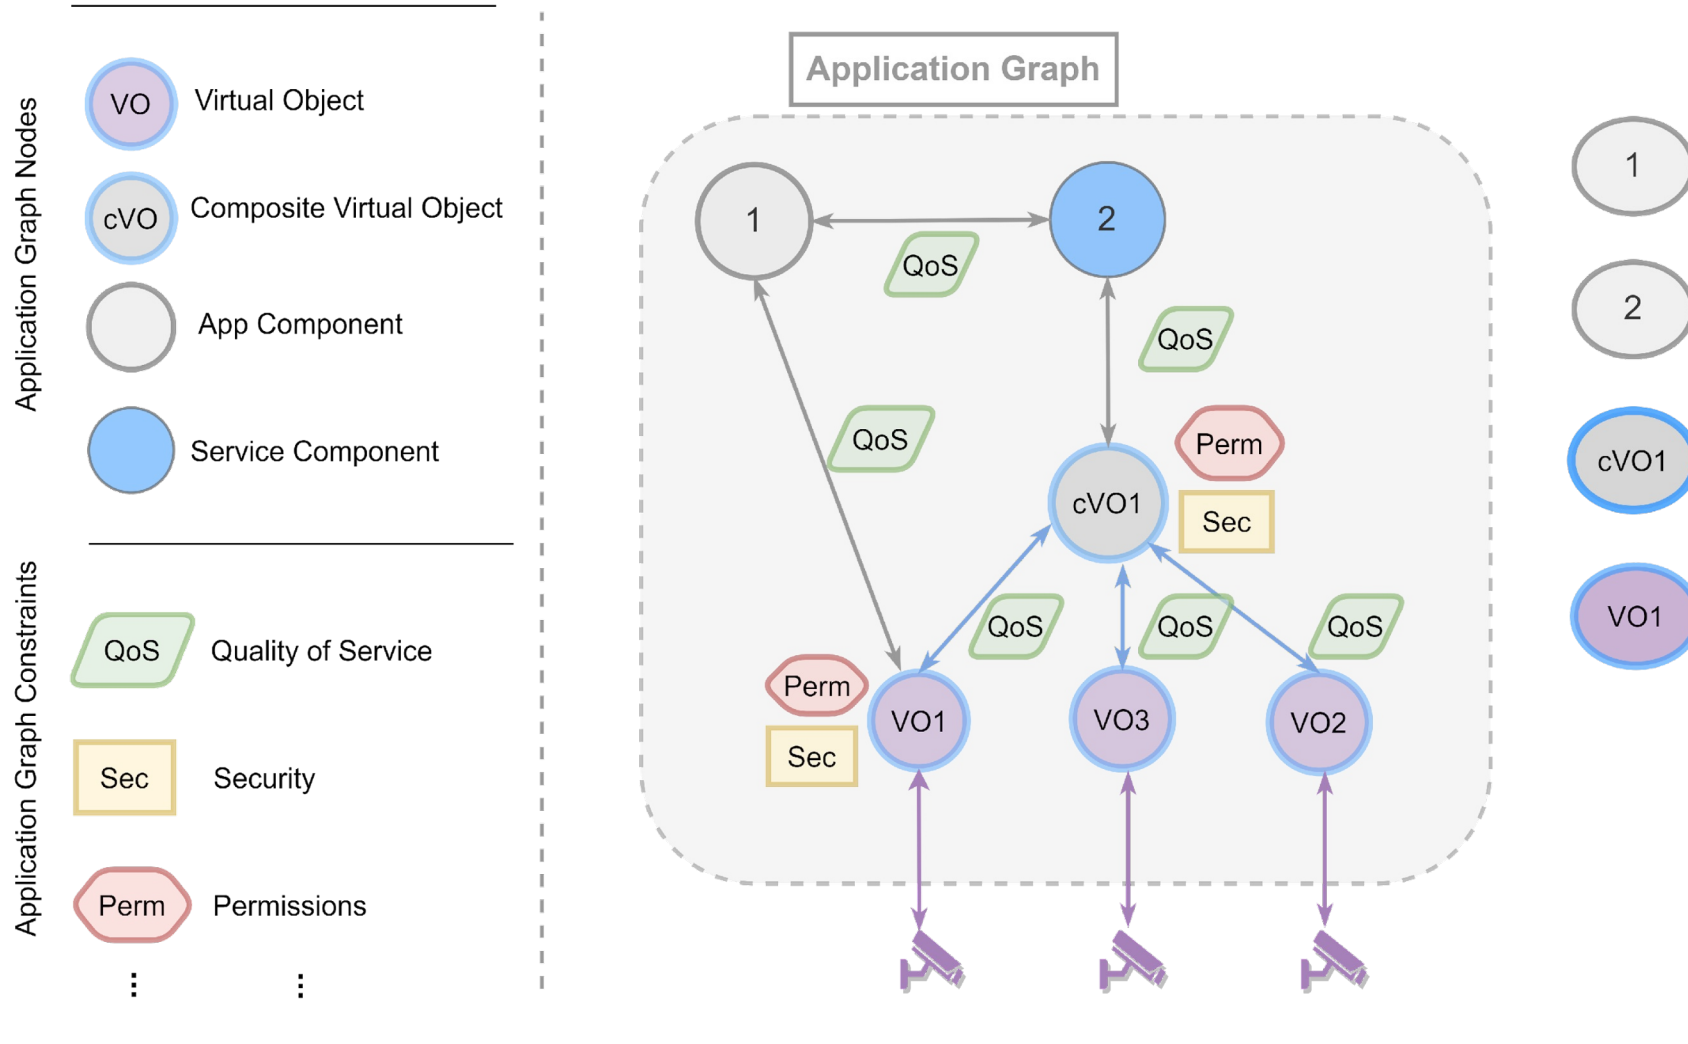 Application Graph Nodes
VO
Virtual Object
cVO
Composite Virtual Object
App Component
Service Component
Application Graph Constraints
QoS
Quality of Service
Sec
Security
Perm
Permissions
⋮ ⋮
Application Graph
1
2
QoS
QoS
QoS
Perm
cVO1
Sec
QoS
QoS
QoS
Perm
Sec
VO1
VO3
VO2
1
2
cVO1
VO1